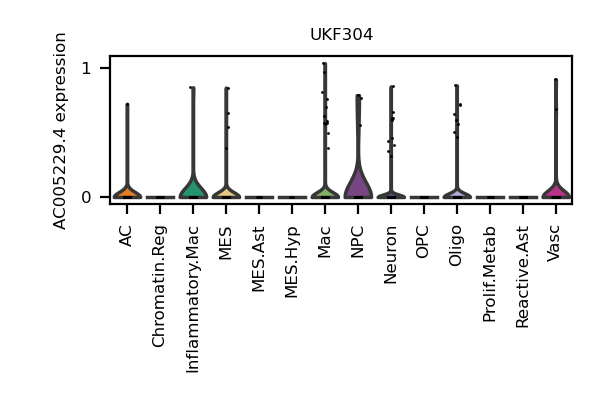 UKF304
AC005229.4 expression
1
0
AC
Chromatin.Reg
Inflammatory.Mac
MES
MES.Ast
MES.Hyp
Mac
NPC
Neuron
OPC
Oligo
Prolif.Metab
Reactive.Ast
Vasc